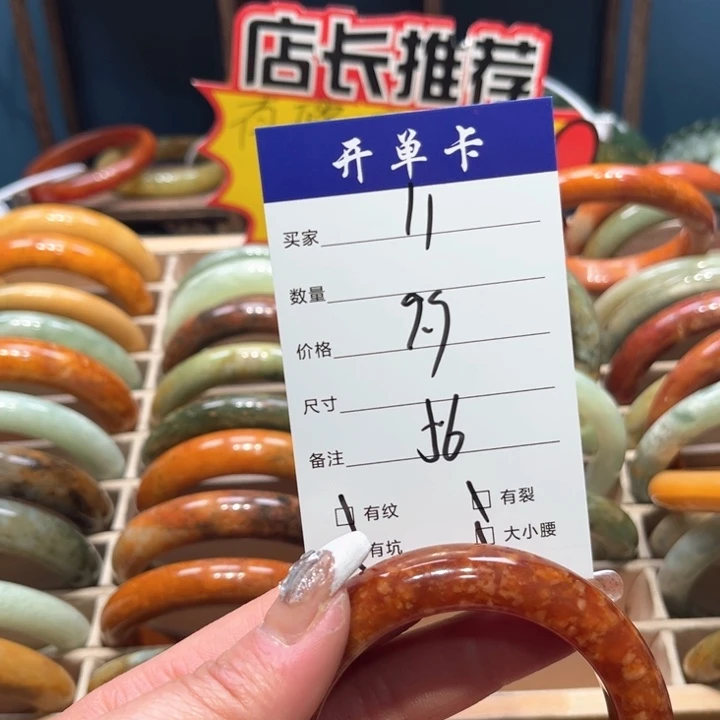 店长推荐
开单卡
买家 11
数量
价格 95
尺寸 56
备注
有纹 有裂
有坑 大小腰